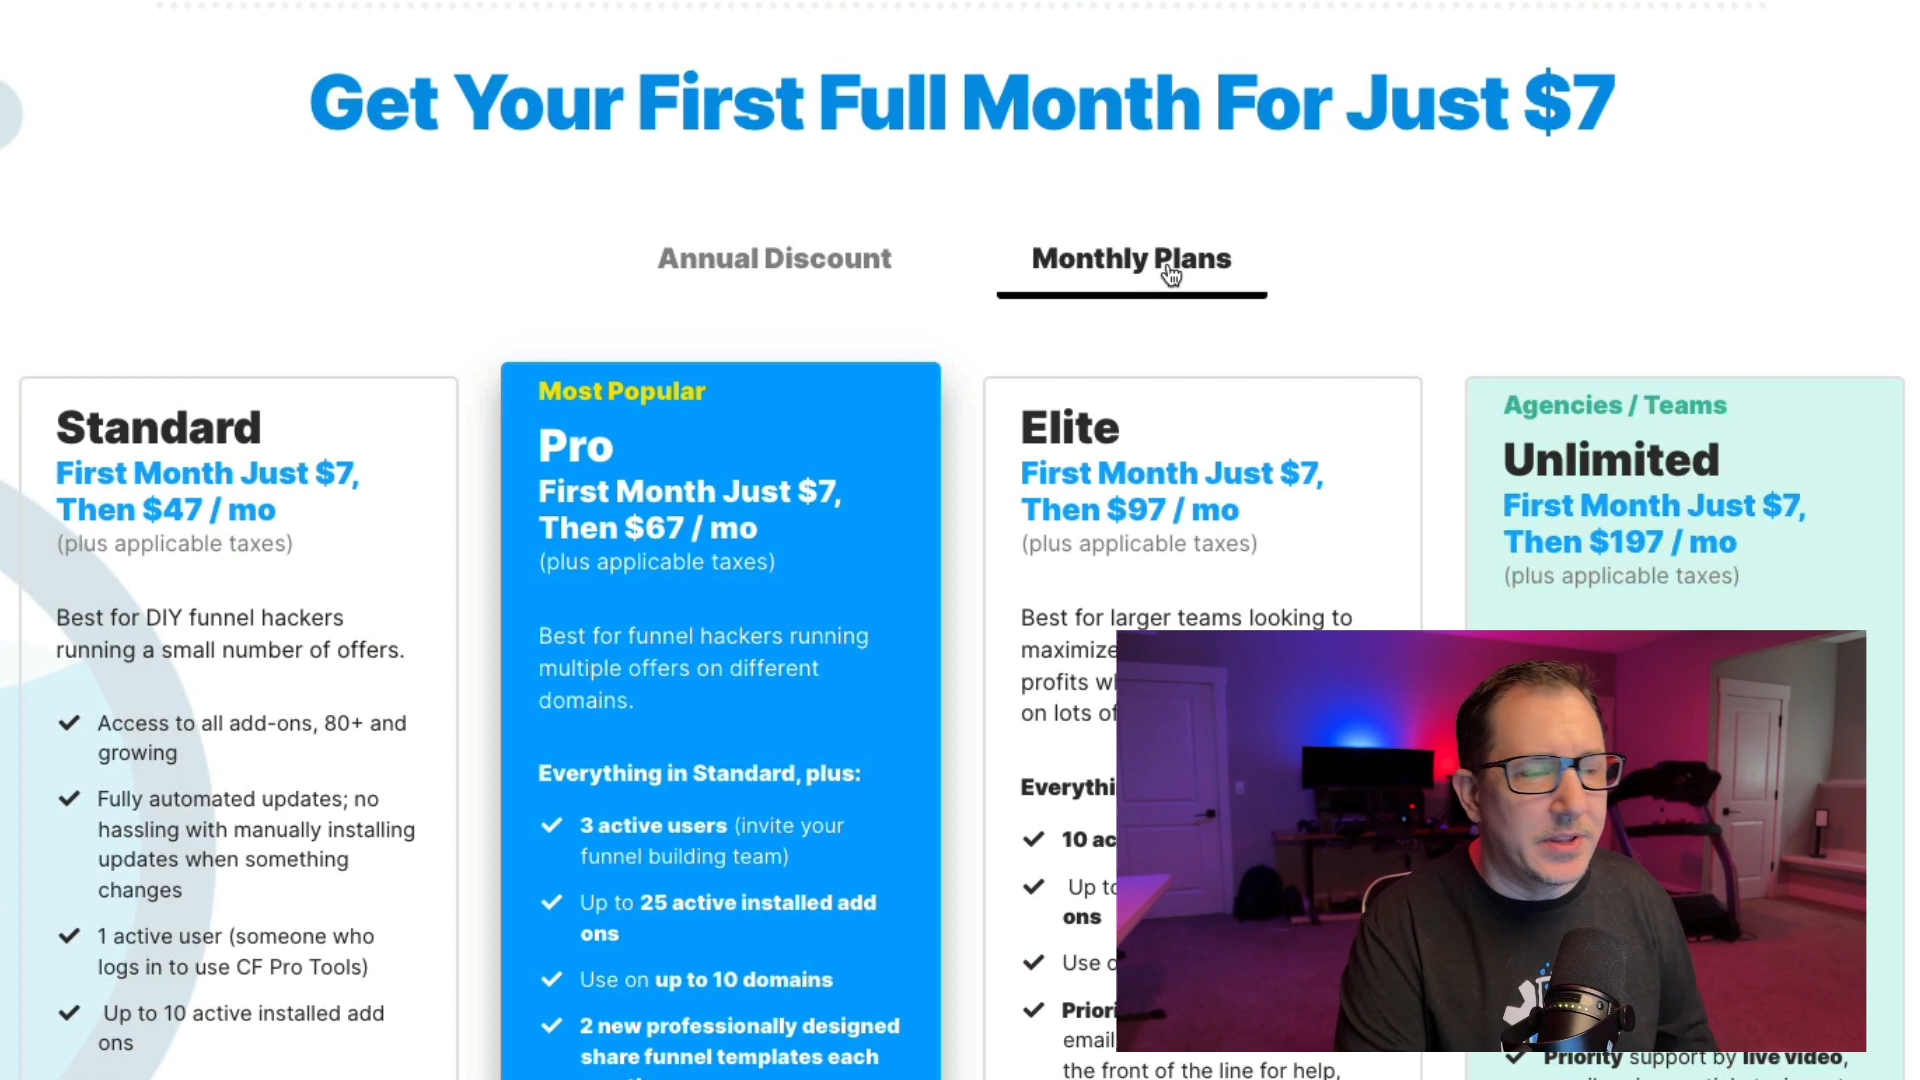 Get Your First Full Month For Just $7
Annual Discount
Monthly Plans
Standard
First Month Just $7,
Then $47 / mo
(plus applicable taxes)
Best for DIY funnel hackers
running a small number of offers.
Access to all add-ons, 80+ and
growing
Fully automated updates; no
hassling with manually installing
updates when something
changes
1 active user (someone who
logs in to use CF Pro Tools)
Up to 10 active installed add
ons
Most Popular
Pro
First Month Just $7,
Then $67 / mo
(plus applicable taxes)
Best for funnel hackers running
multiple offers on different
domains.
Everything in Standard, plus:
3 active users (invite your
funnel building team)
Up to 25 active installed add
ons
Use on up to 10 domains
2 new professionally designed
share funnel templates each
Elite
First Month Just $7,
Then $97 / mo
(plus applicable taxes)
Best for larger teams looking to
maximize
profits
on lots of
Everythi
10 ac
Up to
ons
Use
Priori
email
the front of the line for help,
Agencies / Teams
Unlimited
First Month Just $7,
Then $197 / mo
(plus applicable taxes)
Priority support by live video,